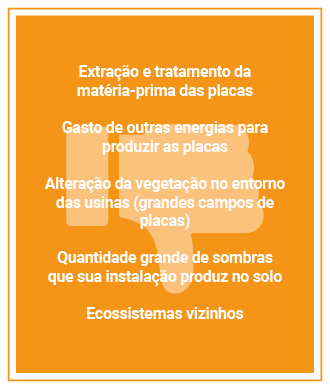 Extração e tratamento da
matéria-prima das placas
Gasto de outras energias para
produzir as placas
Alteração da vegetação no entorno
das usinas (grandes campos de
placas)
Quantidade grande de sombras
que sua instalação produz no solo
Ecossistemas vizinhos